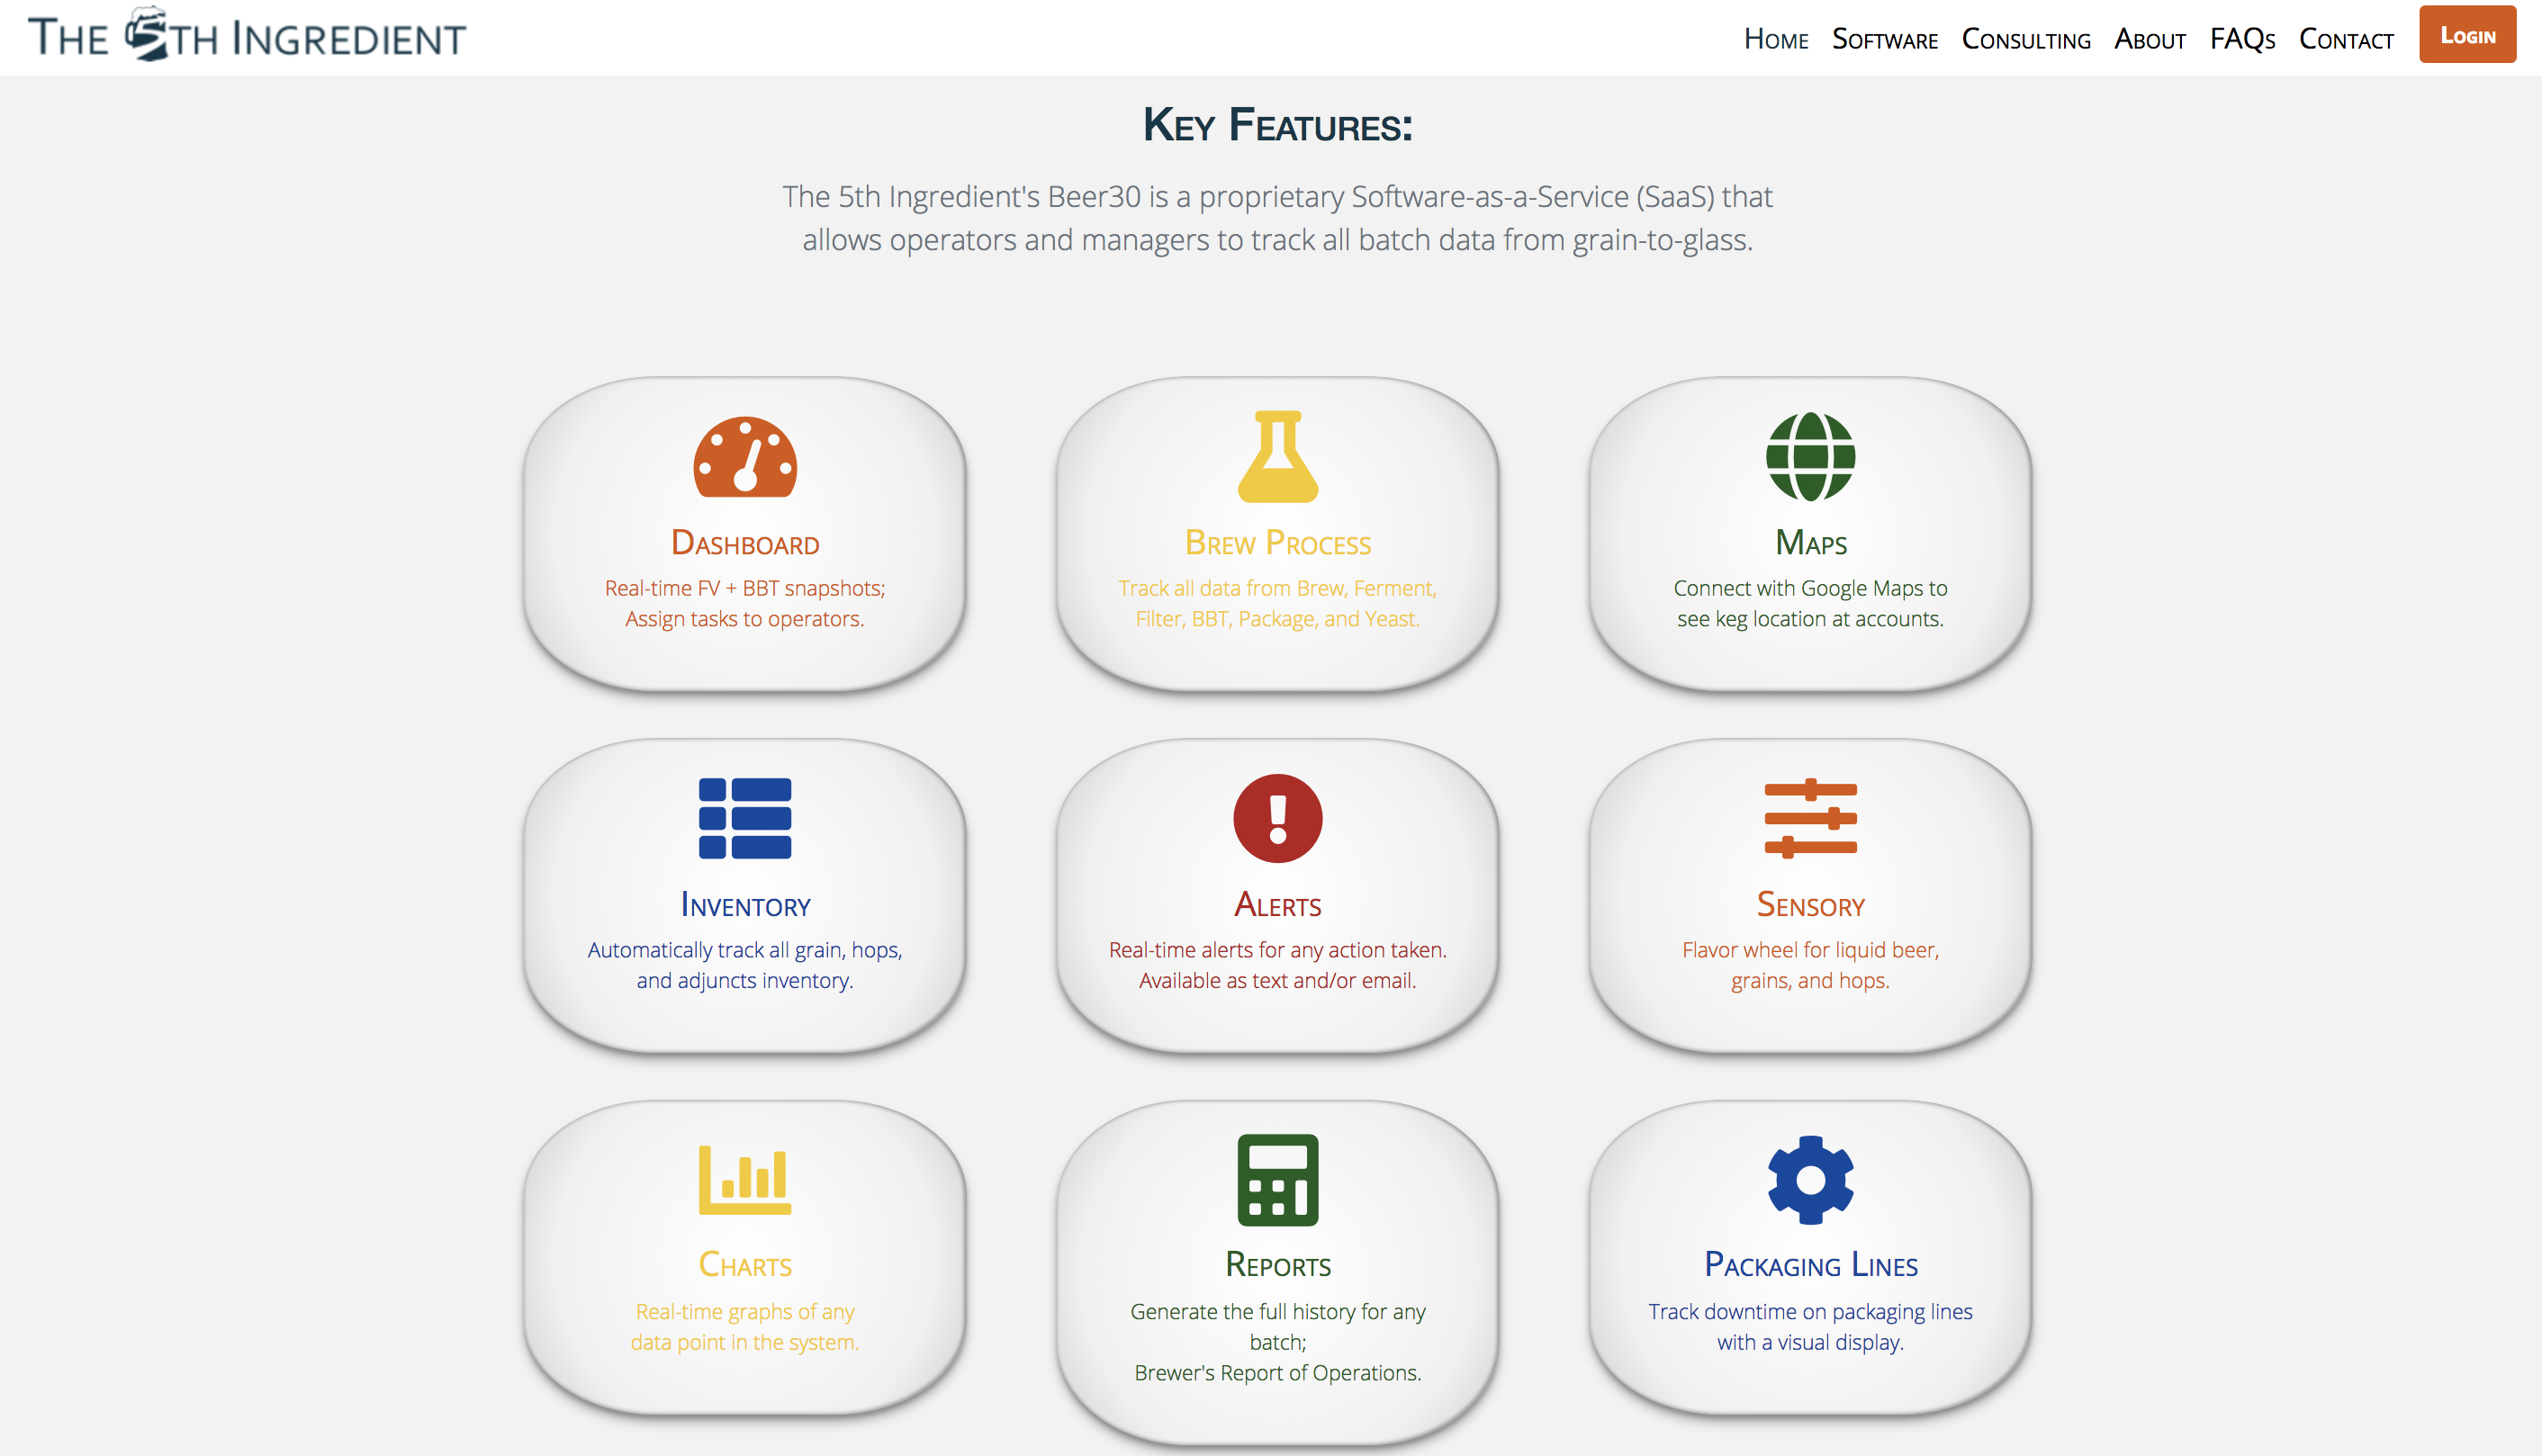 The 5th Ingredient
Home Software Consulting About FAQs Contact Login
Key Features:
The 5th Ingredient's Beer30 is a proprietary Software-as-a-Service (SaaS) that
allows operators and managers to track all batch data from grain-to-glass.
Dashboard
Real-time FV + BBT snapshots;
Assign tasks to operators.
Brew Process
Track all data from Brew, Ferment,
Filter, BBT, Package, and Yeast.
Maps
Connect with Google Maps to
see keg location at accounts.
Inventory
Automatically track all grain, hops,
and adjuncts inventory.
Alerts
Real-time alerts for any action taken.
Available as text and/or email.
Sensory
Flavor wheel for liquid beer,
grains, and hops.
Charts
Real-time graphs of any
data point in the system.
Reports
Generate the full history for any
batch;
Brewer's Report of Operations.
Packaging Lines
Track downtime on packaging lines
with a visual display.